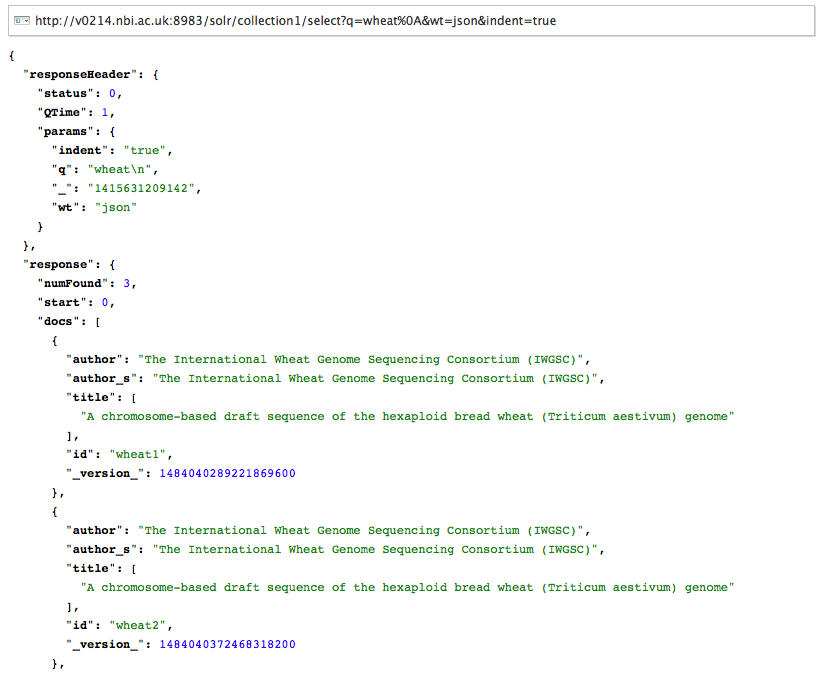 http://v0214.nbi.ac.uk:8983/solr/collection1/select?q=wheat%0A&wt=json&indent=true
{
  "responseHeader": {
    "status": 0,
    "QTime": 1,
    "params": {
      "indent": "true",
      "q": "wheat\n",
      "_": "1415631209142",
      "wt": "json"
    }
  },
  "response": {
    "numFound": 3,
    "start": 0,
    "docs": [
      {
        "author": "The International Wheat Genome Sequencing Consortium (IWGSC)",
        "author_s": "The International Wheat Genome Sequencing Consortium (IWGSC)",
        "title": [
          "A chromosome-based draft sequence of the hexaploid bread wheat (Triticum aestivum) genome"
        ],
        "id": "wheat1",
        "_version_": 1484040289221869600
      },
      {
        "author": "The International Wheat Genome Sequencing Consortium (IWGSC)",
        "author_s": "The International Wheat Genome Sequencing Consortium (IWGSC)",
        "title": [
          "A chromosome-based draft sequence of the hexaploid bread wheat (Triticum aestivum) genome"
        ],
        "id": "wheat2",
        "_version_": 1484040372468318200
      },